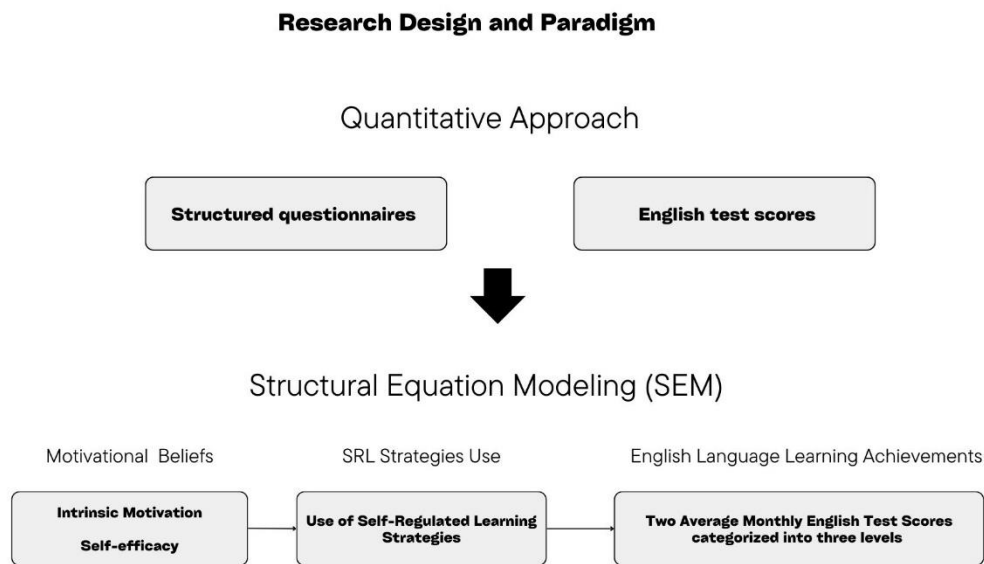 Research Design and Paradigm
Quantitative Approach
Structured questionnaires
English test scores
Structural Equation Modeling (SEM)
Motivational Beliefs
SRL Strategies Use
English Language Learning Achievements
Intrinsic Motivation
Self-efficacy
Use of Self-Regulated Learning
Strategies
Two Average Monthly English Test Scores
categorized into three levels